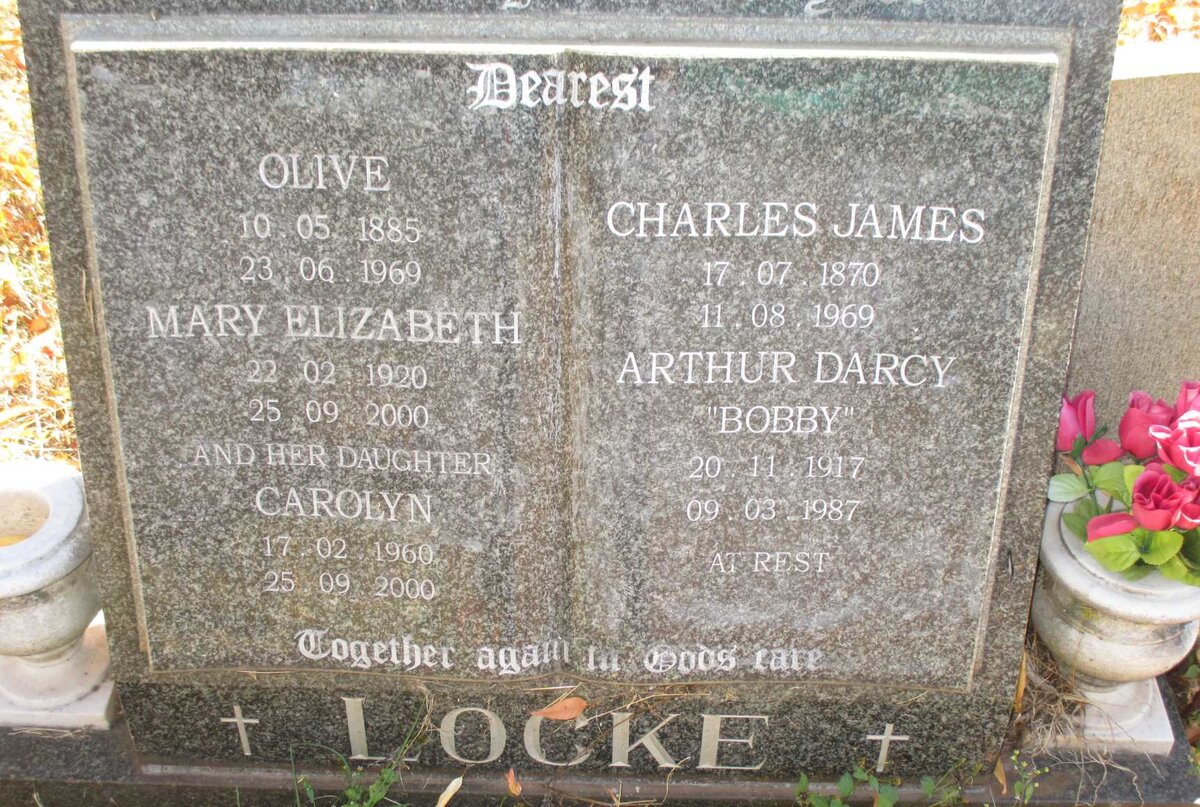 Dearest
OLIVE
10 . 05 . 1885
23 . 06 . 1969
MARY ELIZABETH
22 . 02 . 1920
25 . 09 . 2000
AND HER DAUGHTER
CAROLYN
17 . 02 . 1960
25 . 09 . 2000
CHARLES JAMES
17 . 07 . 1870
11 . 08 . 1969
ARTHUR DARCY
"BOBBY"
20 . 11 . 1917
09 . 03 . 1987
AT REST
Together again in Gods care
LOCKE